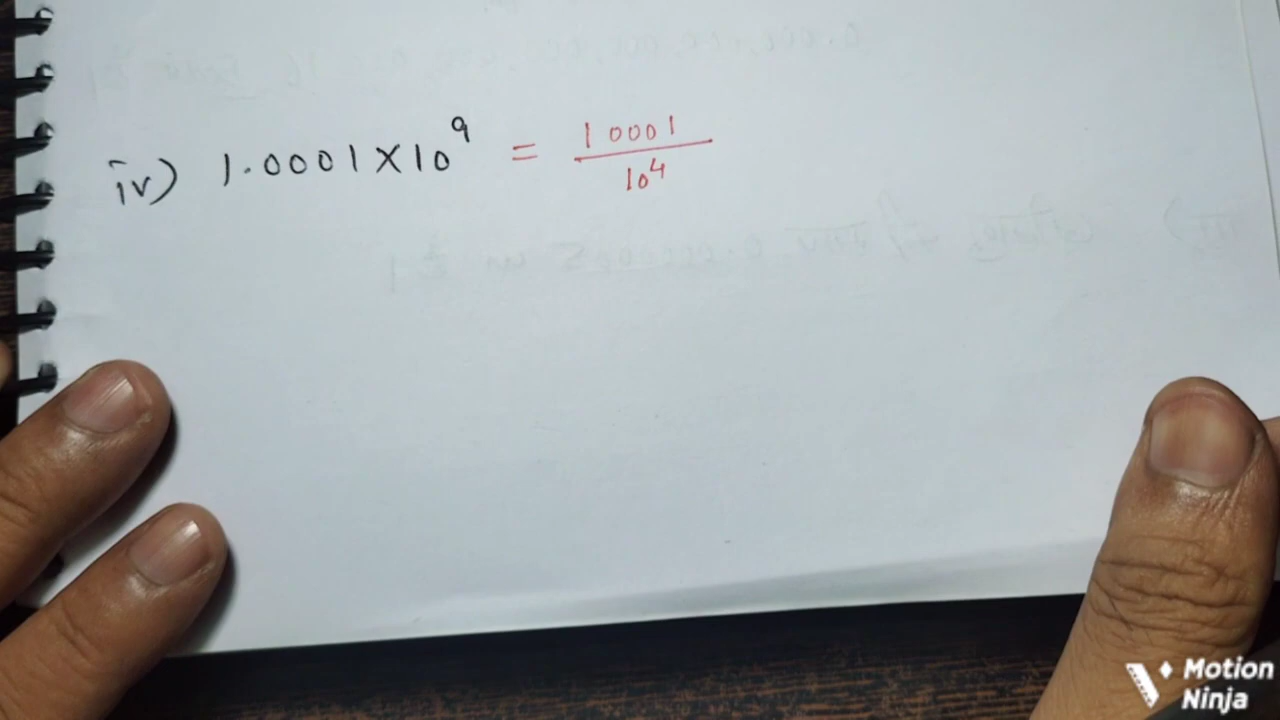 iv) 1.0001 × 10⁹ = 10001/10⁴
Motion
Ninja